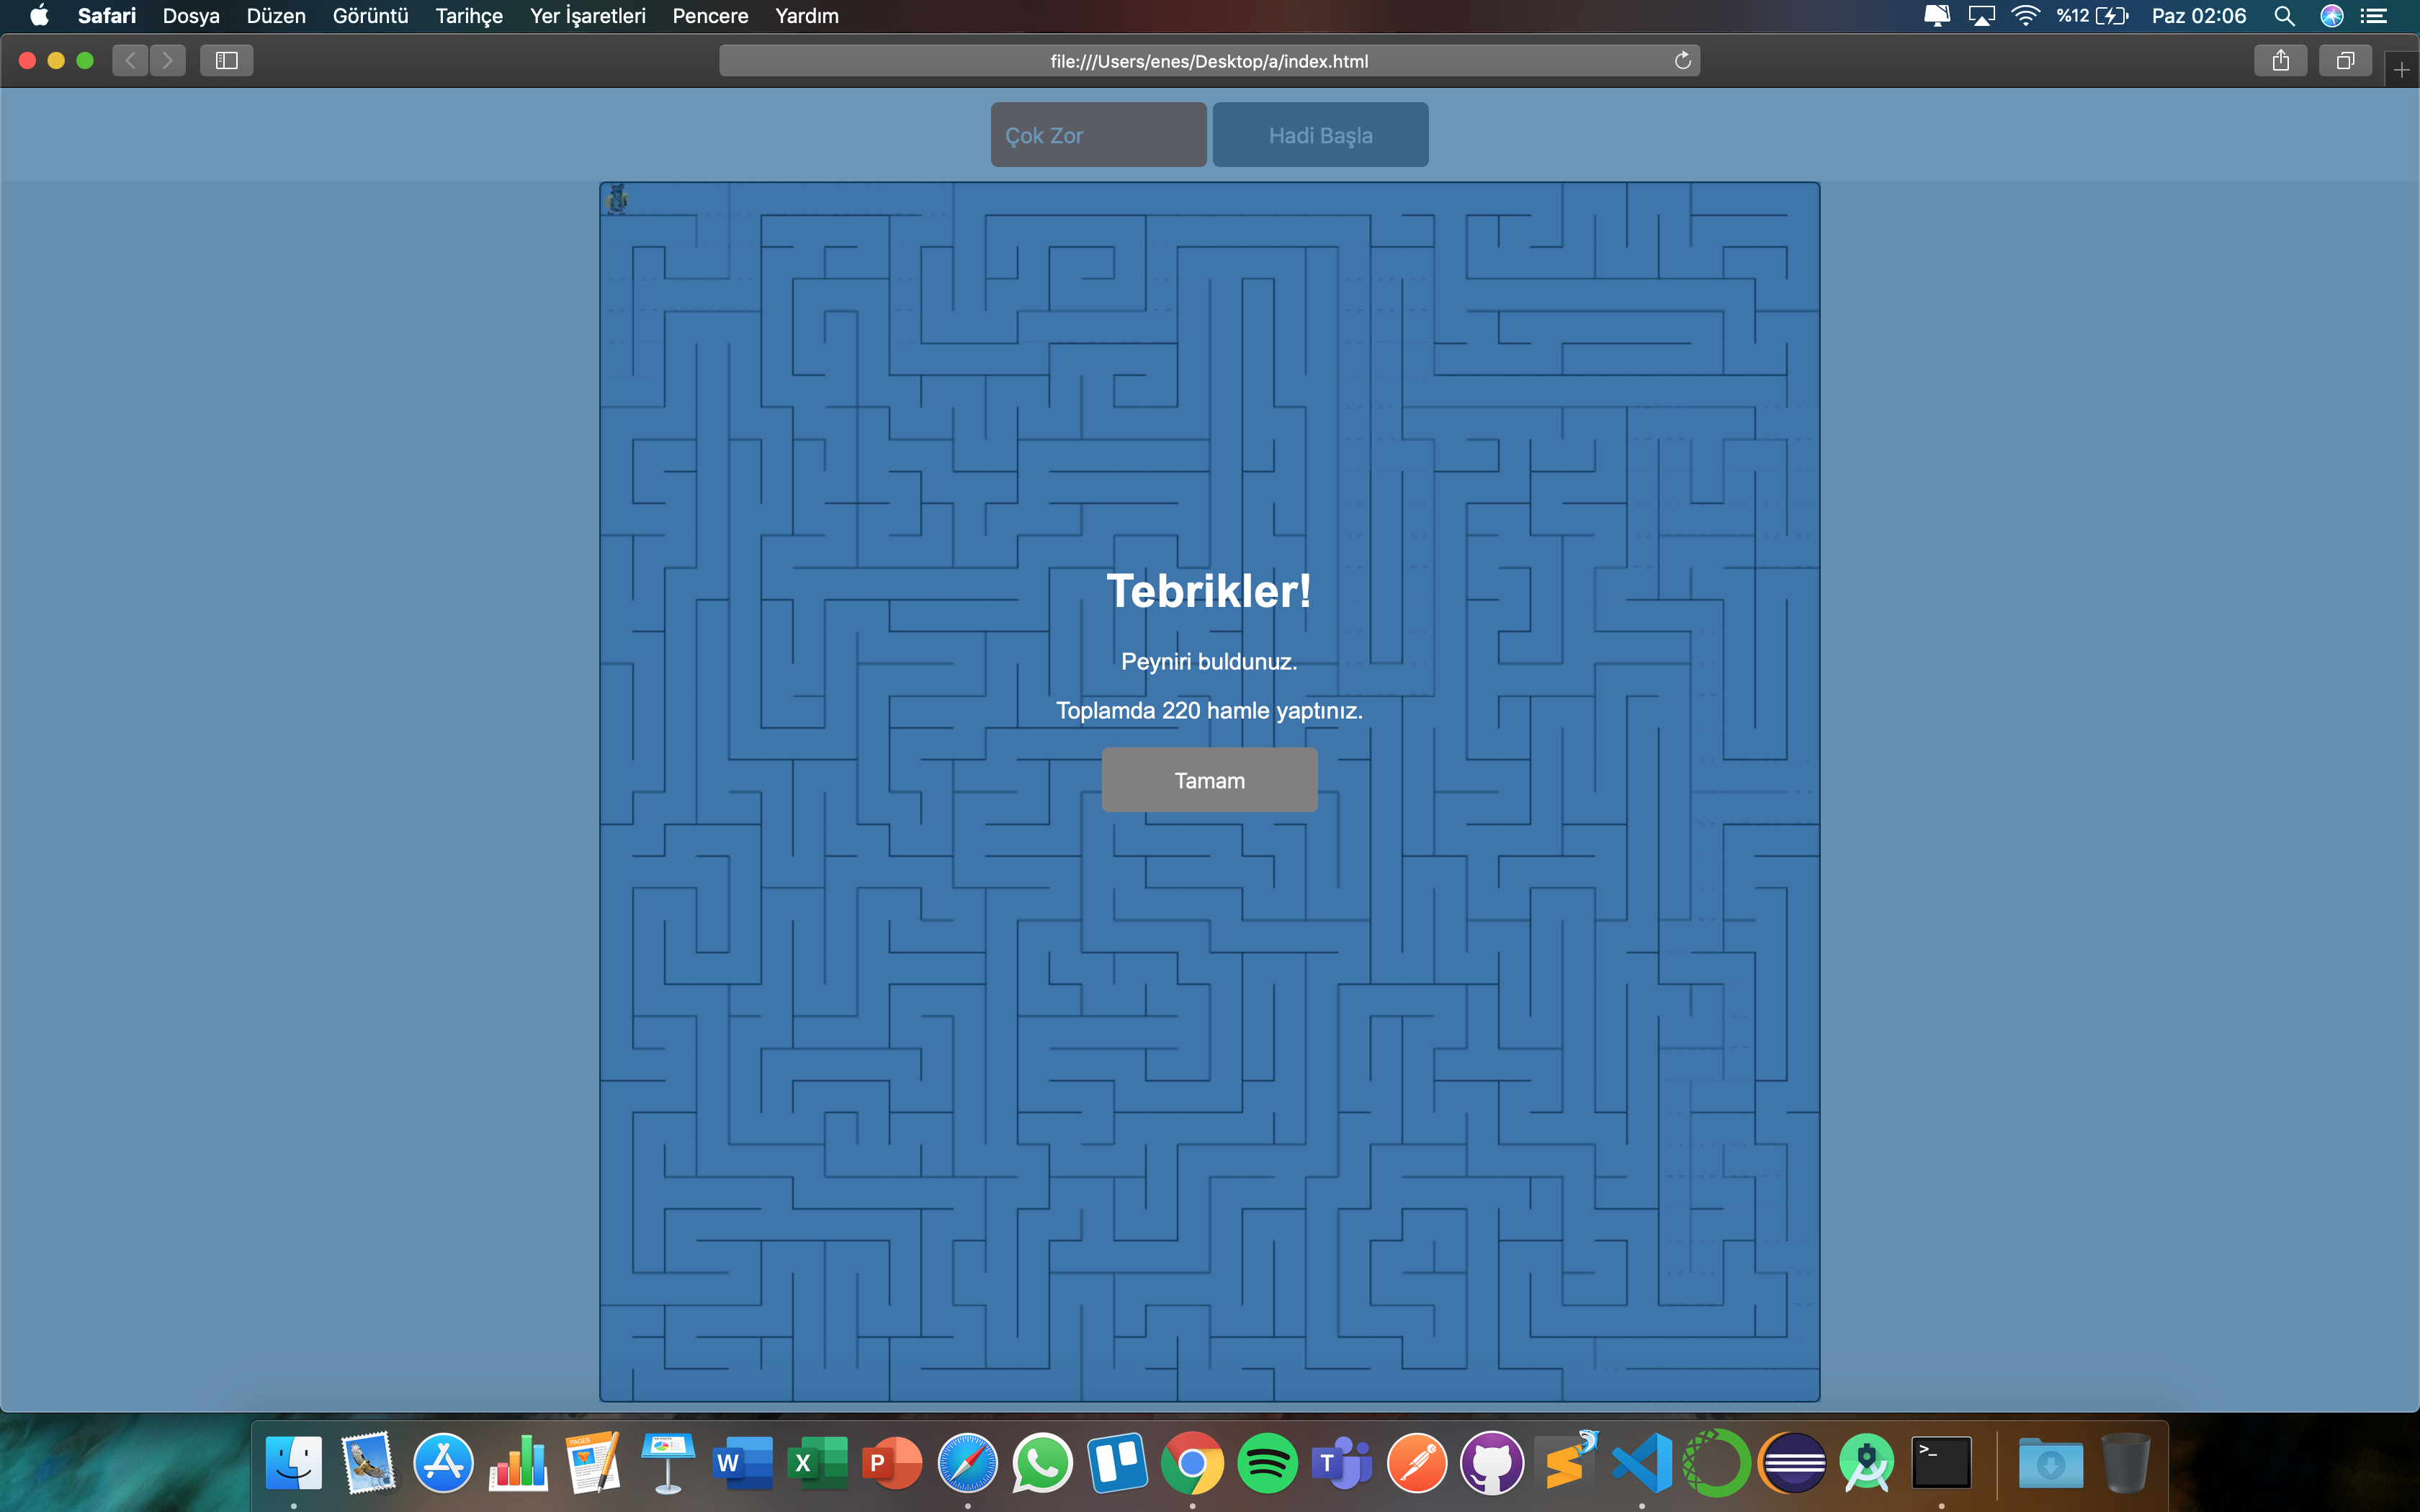 Safari Dosya Düzen Görüntü Tarihçe Yer İşaretleri Pencere Yardım %12 Paz 02:06
file:///Users/enes/Desktop/a/index.html
Çok Zor
Hadi Başla
Tebrikler!
Peyniri buldunuz.
Toplamda 220 hamle yaptınız.
Tamam
PAGES
W
X
P
T
>_